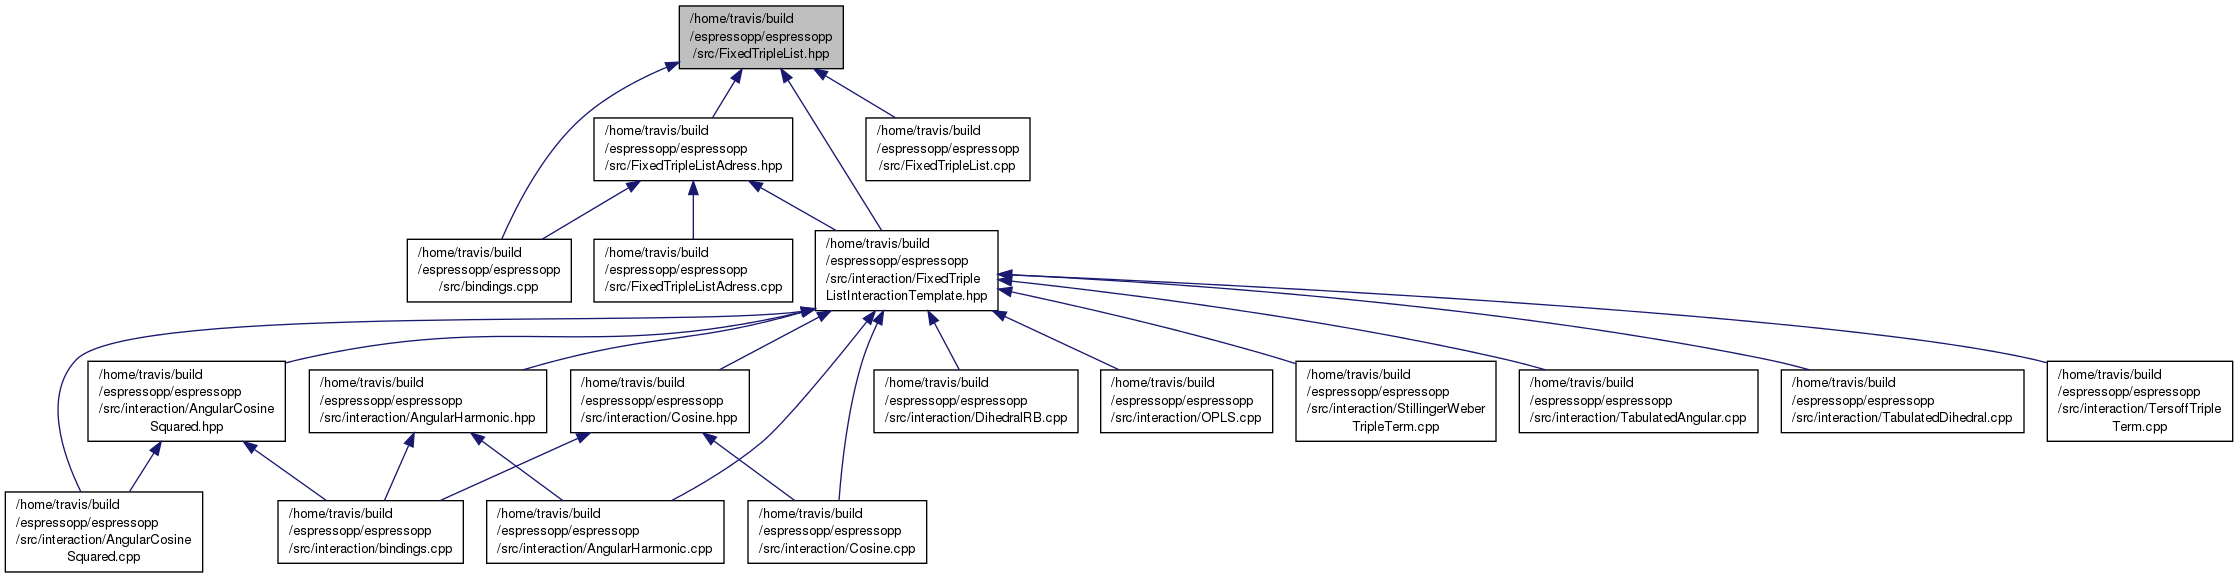 /home/travis/build
/espressopp/espressopp
/src/FixedTripleList.hpp
/home/travis/build
/espressopp/espressopp
/src/FixedTripleListAdress.hpp
/home/travis/build
/espressopp/espressopp
/src/FixedTripleList.cpp
/home/travis/build
/espressopp/espressopp
/src/bindings.cpp
/home/travis/build
/espressopp/espressopp
/src/FixedTripleListAdress.cpp
/home/travis/build
/espressopp/espressopp
/src/interaction/FixedTriple
ListInteractionTemplate.hpp
/home/travis/build
/espressopp/espressopp
/src/interaction/AngularCosine
Squared.hpp
/home/travis/build
/espressopp/espressopp
/src/interaction/AngularHarmonic.hpp
/home/travis/build
/espressopp/espressopp
/src/interaction/Cosine.hpp
/home/travis/build
/espressopp/espressopp
/src/interaction/DihedralRB.cpp
/home/travis/build
/espressopp/espressopp
/src/interaction/OPLS.cpp
/home/travis/build
/espressopp/espressopp
/src/interaction/StillingerWeber
TripleTerm.cpp
/home/travis/build
/espressopp/espressopp
/src/interaction/TabulatedAngular.cpp
/home/travis/build
/espressopp/espressopp
/src/interaction/TabulatedDihedral.cpp
/home/travis/build
/espressopp/espressopp
/src/interaction/TersoffTriple
Term.cpp
/home/travis/build
/espressopp/espressopp
/src/interaction/AngularCosine
Squared.cpp
/home/travis/build
/espressopp/espressopp
/src/interaction/bindings.cpp
/home/travis/build
/espressopp/espressopp
/src/interaction/AngularHarmonic.cpp
/home/travis/build
/espressopp/espressopp
/src/interaction/Cosine.cpp